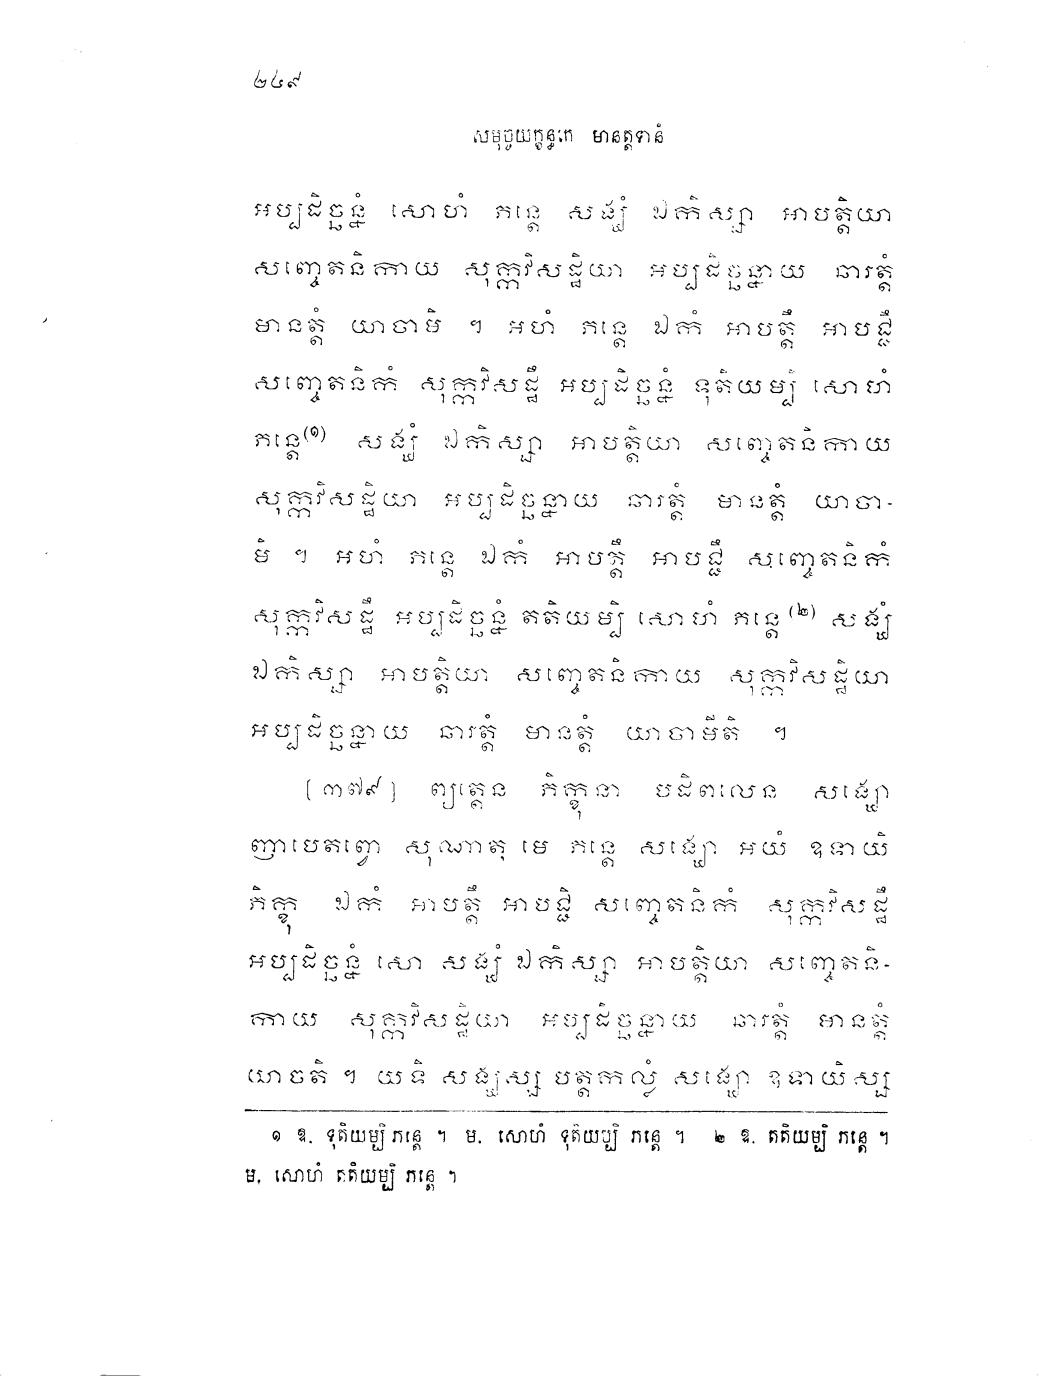 ២៤៩
សមុច្ចយក្ខន្ធកេ មានត្តទានំ
អប្បដិច្ឆន្នំ សោហំ ភន្តេ សង្ឃំ ឯកិស្សា អាបត្តិយា
សញ្ចេតនិកាយ សុក្កវិសដ្ឋិយា អប្បដិច្ឆន្នាយ ឆារត្តំ
មានត្តំ យាចាមិ ។ អហំ ភន្តេ ឯកំ អាបត្តឹ អាបជ្ជឹ
សញ្ចេតនិកំ សុក្កវិសដ្ឋឹ អប្បដិច្ឆន្នំ ទុតិយម្បិ សោហំ
ភន្តេ(១) សង្ឃំ ឯកិស្សា អាបត្តិយា សញ្ចេតនិកាយ
សុក្កវិសដ្ឋិយា អប្បដិច្ឆន្នាយ ឆារត្តំ មានត្តំ យាចា-
មិ ។ អហំ ភន្តេ ឯកំ អាបត្តឹ អាបជ្ជឹ សញ្ចេតនិកំ
សុក្កវិសដ្ឋឹ អប្បដិច្ឆន្នំ តតិយម្បិ សោហំ ភន្តេ(២) សង្ឃំ
ឯកិស្សា អាបត្តិយា សញ្ចេតនិកាយ សុក្កវិសដ្ឋិយា
អប្បដិច្ឆន្នាយ ឆារត្តំ មានត្តំ យាចាមីតិ ។
[៣៧៩] ព្យត្តេន ភិក្ខុនា បដិពលេន សង្ឃោ
ញាបេតព្វោ សុណាតុ មេ ភន្តេ សង្ឃោ អយំ ឧទាយិ
ភិក្ខុ ឯកំ អាបត្តឹ អាបជ្ជិ សញ្ចេតនិកំ សុក្កវិសដ្ឋឹ
អប្បដិច្ឆន្នំ សោ សង្ឃំ ឯកិស្សា អាបត្តិយា សញ្ចេតនិ-
កាយ សុក្កវិសដ្ឋិយា អប្បដិច្ឆន្នាយ ឆារត្តំ មានត្តំ
យាចតិ ។ យទិ សង្ឃស្ស បត្តកល្លំ សង្ឃោ ឧទាយិស្ស
១ ឱ. ទុតិយម្បិ ភន្តេ ។ ម. សោហំ ទុតិយម្បិ ភន្តេ ។ ២ ឱ. តតិយម្បិ ភន្តេ ។
ម. សោហំ តតិយម្បិ ភន្តេ ។